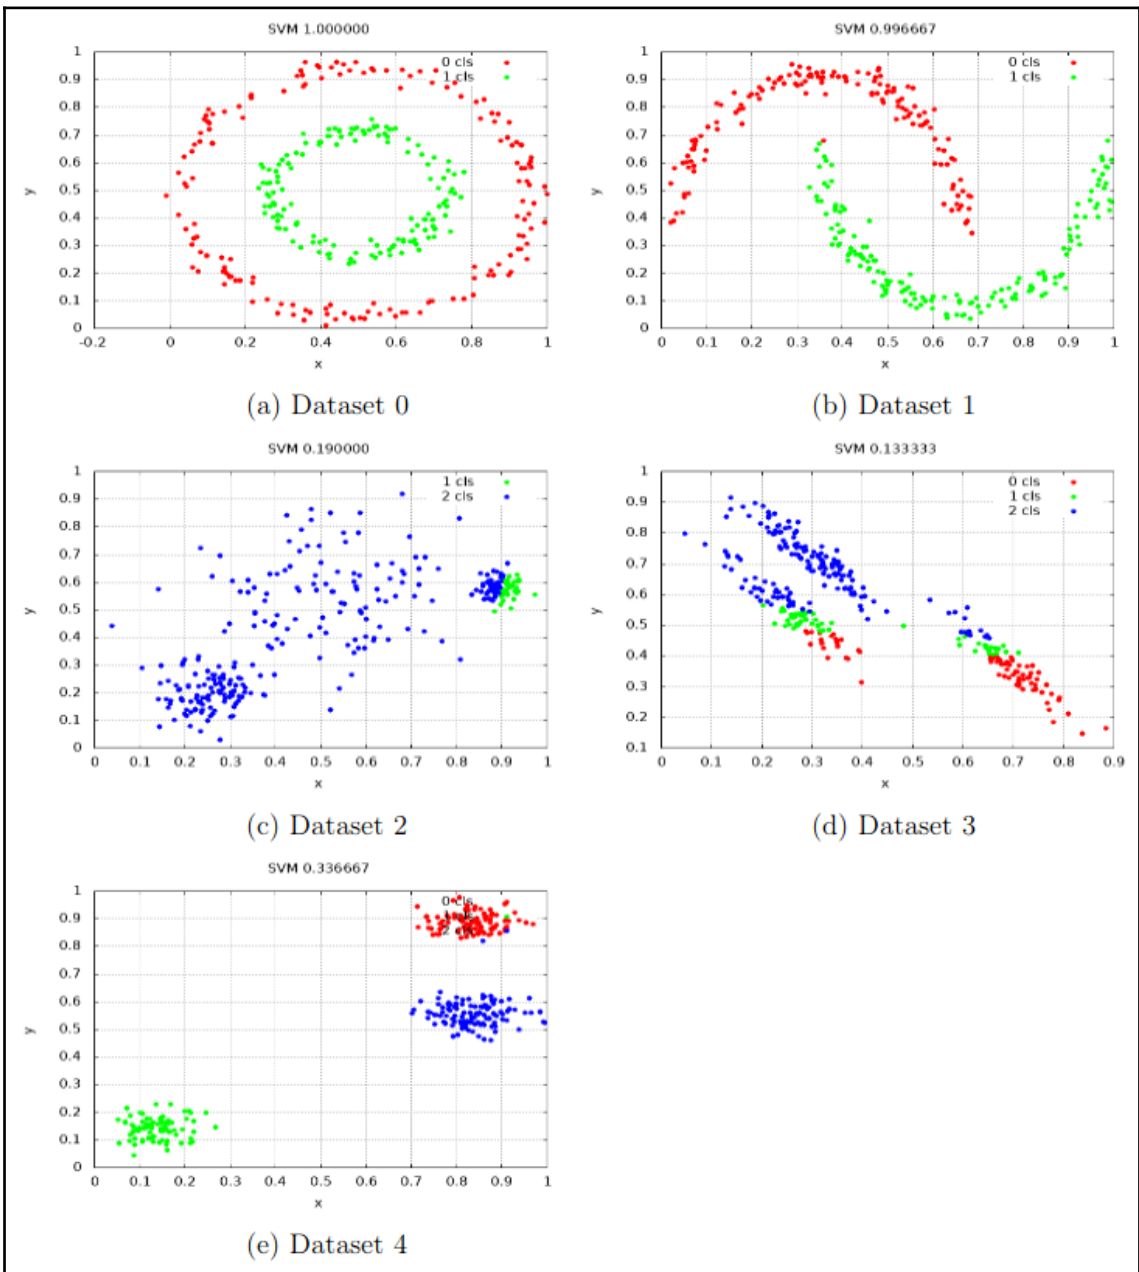 SVM 1.000000
1
0.9
0.8
0.7
0.6
0.5
0.4
0.3
0.2
0.1
0
y
0 cls
1 cls
-0.2 0 0.2 0.4 0.6 0.8 1
x
(a) Dataset 0
SVM 0.996667
1
0.9
0.8
0.7
0.6
0.5
0.4
0.3
0.2
0.1
0
y
0 cls
1 cls
0 0.1 0.2 0.3 0.4 0.5 0.6 0.7 0.8 0.9 1
x
(b) Dataset 1
SVM 0.190000
1
0.9
0.8
0.7
0.6
0.5
0.4
0.3
0.2
0.1
0
y
1 cls
2 cls
0 0.1 0.2 0.3 0.4 0.5 0.6 0.7 0.8 0.9 1
x
(c) Dataset 2
SVM 0.133333
1
0.9
0.8
0.7
0.6
0.5
0.4
0.3
0.2
0.1
y
0 cls
1 cls
2 cls
0 0.1 0.2 0.3 0.4 0.5 0.6 0.7 0.8 0.9
x
(d) Dataset 3
SVM 0.336667
1
0.9
0.8
0.7
0.6
0.5
0.4
0.3
0.2
0.1
0
y
0 cls
1 cls
2 cls
0 0.1 0.2 0.3 0.4 0.5 0.6 0.7 0.8 0.9 1
x
(e) Dataset 4